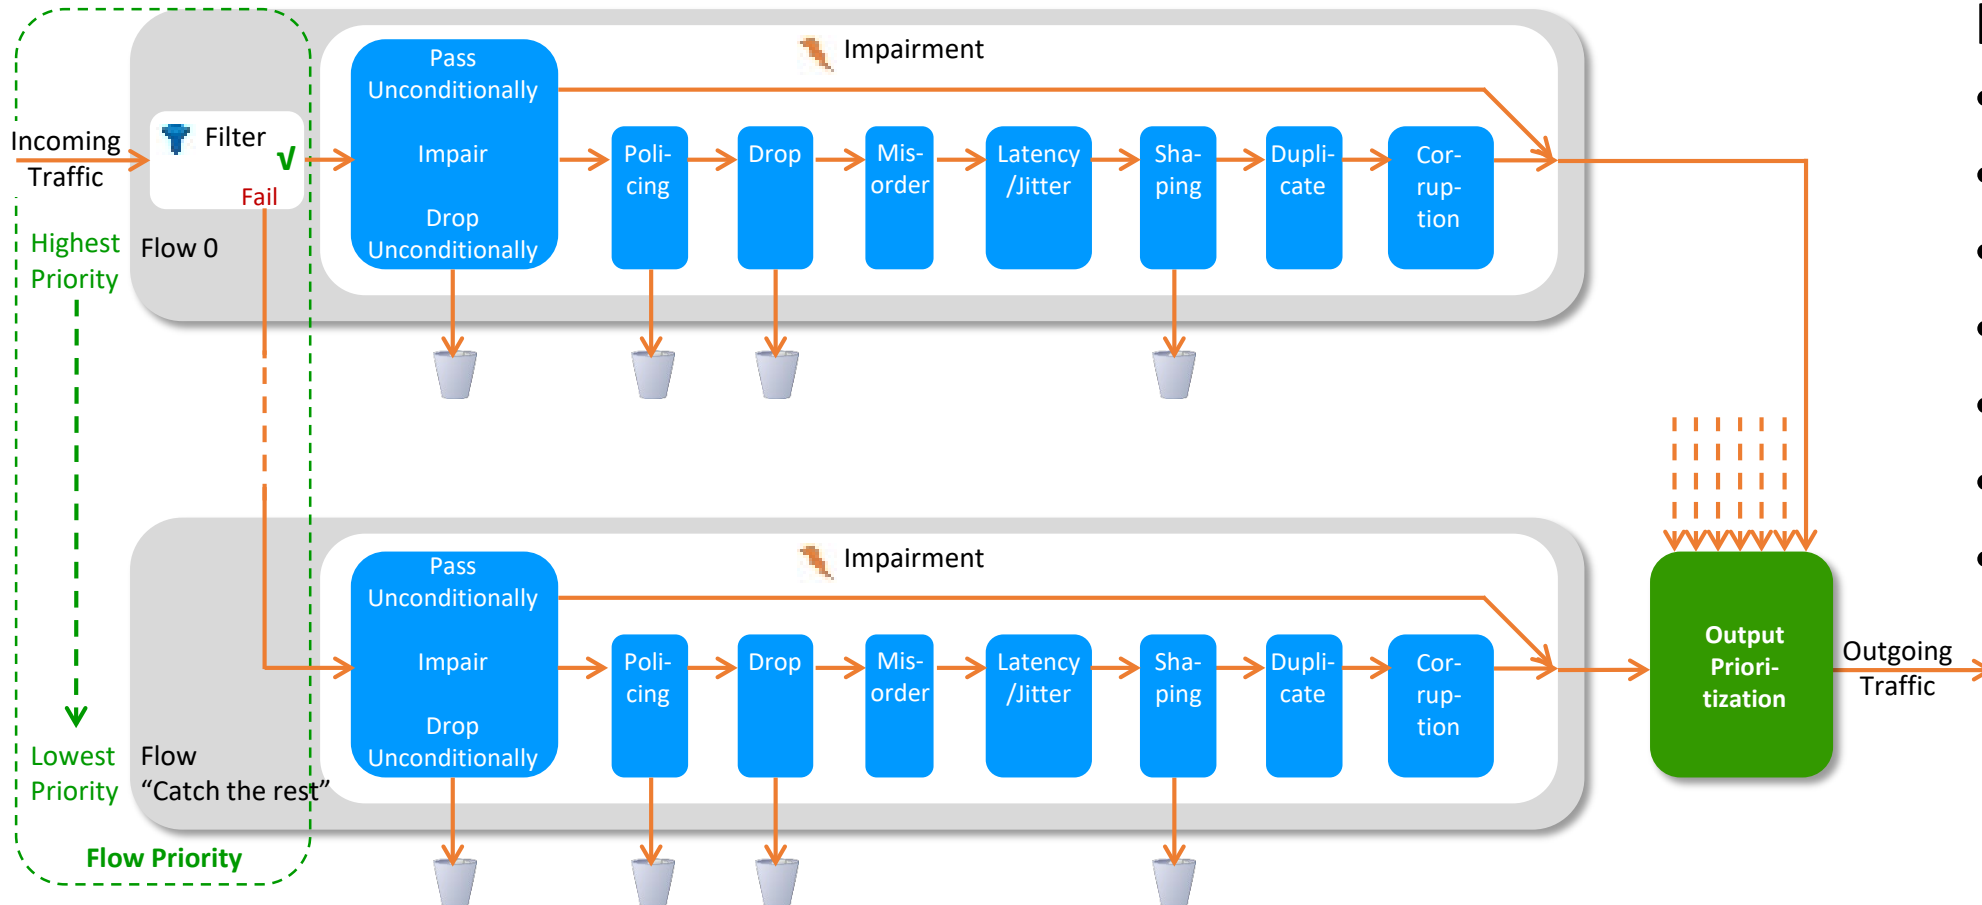 Incoming
Traffic
Filter
√
Fail
Highest
Priority
Flow 0
Impairment
Pass
Unconditionally
Impair
Drop
Unconditionally
Poli-
cing
Drop
Mis-
order
Latency
/Jitter
Sha-
ping
Dupli-
cate
Cor-
rup-
tion
Lowest
Priority
Flow
“Catch the rest”
Flow Priority
Impairment
Pass
Unconditionally
Impair
Drop
Unconditionally
Poli-
cing
Drop
Mis-
order
Latency
/Jitter
Sha-
ping
Dupli-
cate
Cor-
rup-
tion
Output
Priori-
tization
Outgoing
Traffic